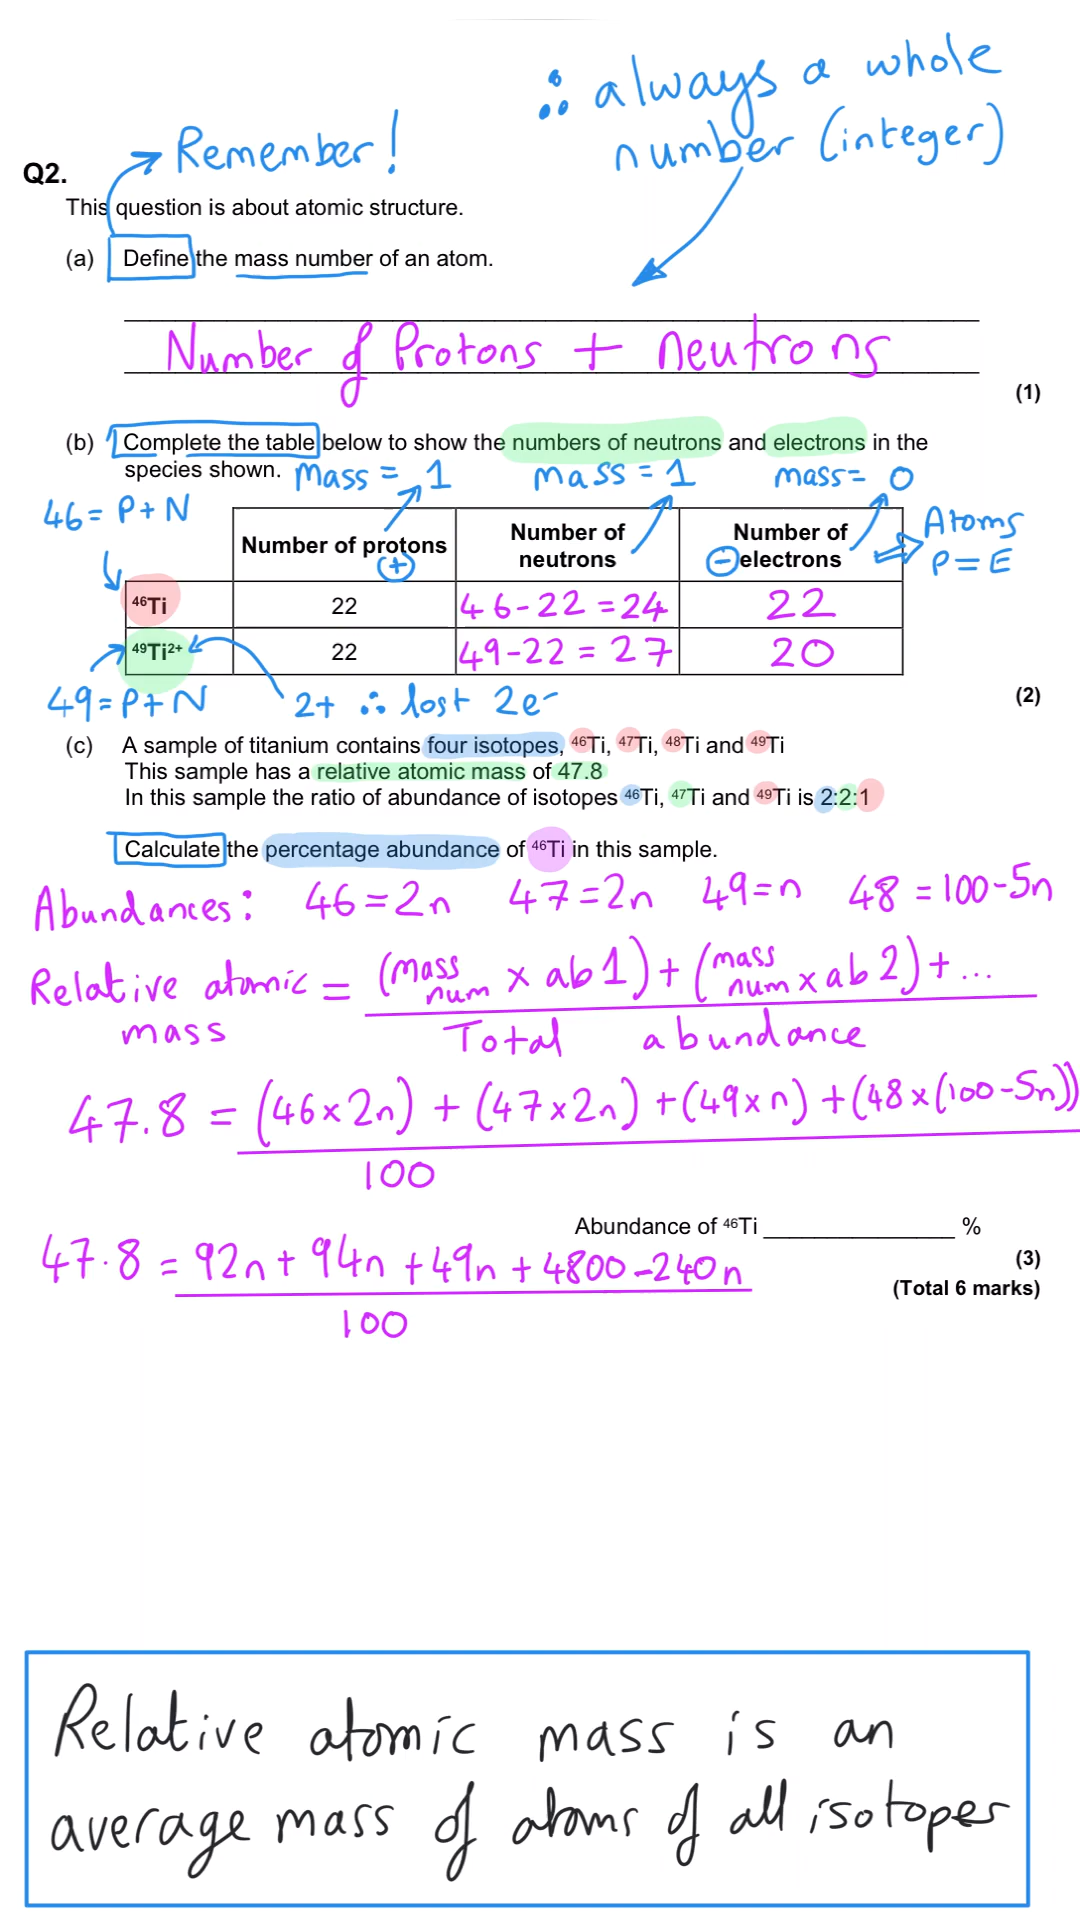 ∴ always a whole
number (integer)
→ Remember!
Q2.
This question is about atomic structure.
(a) Define the mass number of an atom.
Number of Protons + neutrons
(1)
(b) Complete the table below to show the numbers of neutrons and electrons in the
species shown. mass = 1 mass = 1 mass = 0
46 = P + N
Number of protons (+) Number of neutrons Number of electrons (−)
Atoms
P = E
⁴⁶Ti 22 46-22 = 24 22
⁴⁹Ti²⁺ 22 49-22 = 27 20
49 = P + N 2+ ∴ lost 2e⁻
(2)
(c) A sample of titanium contains four isotopes, ⁴⁶Ti, ⁴⁷Ti, ⁴⁸Ti and ⁴⁹Ti
This sample has a relative atomic mass of 47.8
In this sample the ratio of abundance of isotopes ⁴⁶Ti, ⁴⁷Ti and ⁴⁹Ti is 2:2:1
Calculate the percentage abundance of ⁴⁶Ti in this sample.
Abundances: 46 = 2n 47 = 2n 49 = n 48 = 100-5n
Relative atomic mass = (mass num x ab 1) + (mass num x ab 2) + ...
Total abundance
47.8 = (46 x 2n) + (47 x 2n) + (49 x n) + (48 x (100-5n))
100
Abundance of ⁴⁶Ti ________________ %
47.8 = 92n + 94n + 49n + 4800 - 240n
100
(3)
(Total 6 marks)
Relative atomic mass is an
average mass of atoms of all isotopes